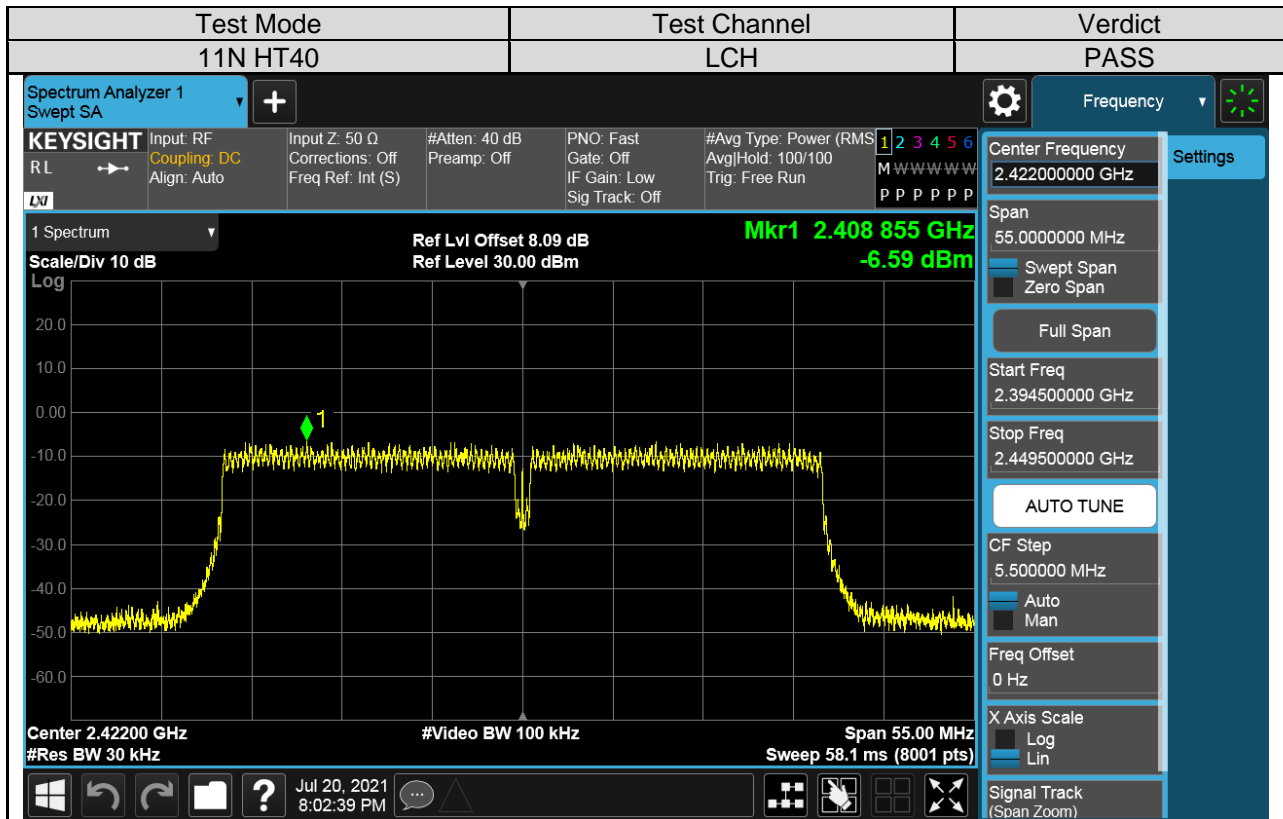 Test Mode Test Channel Verdict
11N HT40 LCH PASS
Spectrum Analyzer 1
Swept SA
+
Frequency
KEYSIGHT
R L
LXI
Input: RF
Coupling: DC
Align: Auto
Input Z: 50 Ω
Corrections: Off
Freq Ref: Int (S)
#Atten: 40 dB
Preamp: Off
PNO: Fast
Gate: Off
IF Gain: Low
Sig Track: Off
#Avg Type: Power (RMS
Avg|Hold: 100/100
Trig: Free Run
1 2 3 4 5 6
M W W W W W
P P P P P P
1 Spectrum
Scale/Div 10 dB
Ref Lvl Offset 8.09 dB
Ref Level 30.00 dBm
Mkr1 2.408 855 GHz
-6.59 dBm
Log
20.0
10.0
0.00
-10.0
-20.0
-30.0
-40.0
-50.0
-60.0
1
Center 2.42200 GHz
#Res BW 30 kHz
#Video BW 100 kHz
Span 55.00 MHz
Sweep 58.1 ms (8001 pts)
Center Frequency
2.422000000 GHz
Settings
Span
55.0000000 MHz
Swept Span
Zero Span
Full Span
Start Freq
2.394500000 GHz
Stop Freq
2.449500000 GHz
AUTO TUNE
CF Step
5.500000 MHz
Auto
Man
Freq Offset
0 Hz
X Axis Scale
Log
Lin
Signal Track
(Span Zoom)
?
Jul 20, 2021
8:02:39 PM